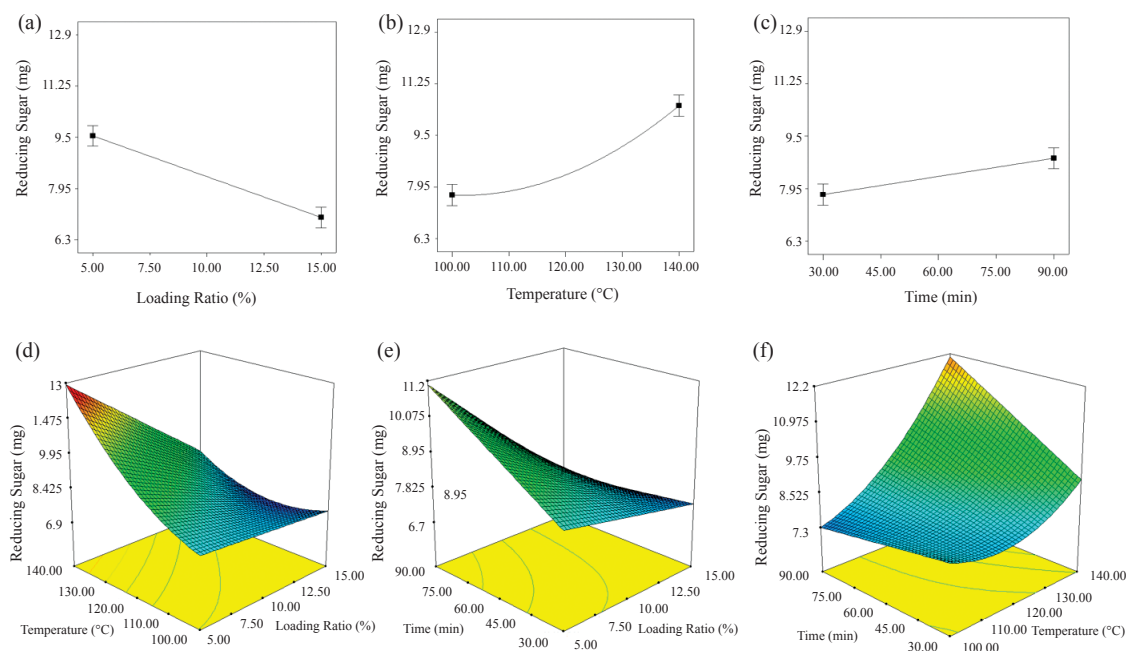 (a)
Reducing Sugar (mg)
12.9
11.25
9.5
7.95
6.3
5.00 7.50 10.00 12.50 15.00
Loading Ratio (%)
(b)
Reducing Sugar (mg)
12.9
11.25
9.5
7.95
6.3
100.00 110.00 120.00 130.00 140.00
Temperature (°C)
(c)
Reducing Sugar (mg)
12.9
11.25
9.5
7.95
6.3
30.00 45.00 60.00 75.00 90.00
Time (min)
(d)
Reducing Sugar (mg)
13
1.475
9.95
8.425
6.9
140.00
130.00
120.00
110.00
100.00
Temperature (°C)
15.00
12.50
10.00
7.50
5.00
Loading Ratio (%)
(e)
Reducing Sugar (mg)
11.2
10.075
8.95
7.825
6.7
8.95
90.00
75.00
60.00
45.00
30.00
Time (min)
15.00
12.50
10.00
7.50
5.00
Loading Ratio (%)
(f)
Reducing Sugar (mg)
12.2
10.975
9.75
8.525
7.3
90.00
75.00
60.00
45.00
30.00
Time (min)
140.00
130.00
120.00
110.00
100.00
Temperature (°C)